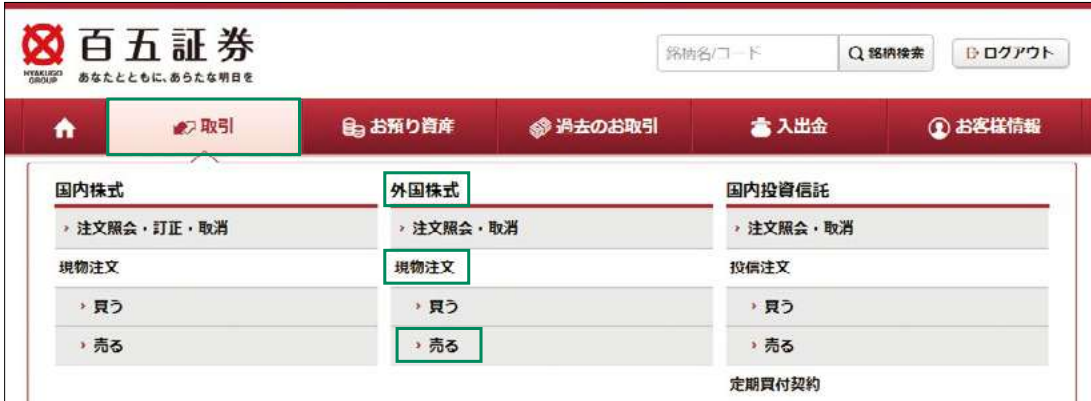 百五証券
HYAKUGO
GROUP
あなたとともに、あらたな明日を
銘柄名/コード
銘柄検索
ログアウト
取引
お預り資産
過去のお取引
入出金
お客様情報
国内株式
外国株式
国内投資信託
注文照会・訂正・取消
注文照会・取消
注文照会・取消
現物注文
現物注文
投信注文
買う
買う
買う
売る
売る
売る
定期買付契約